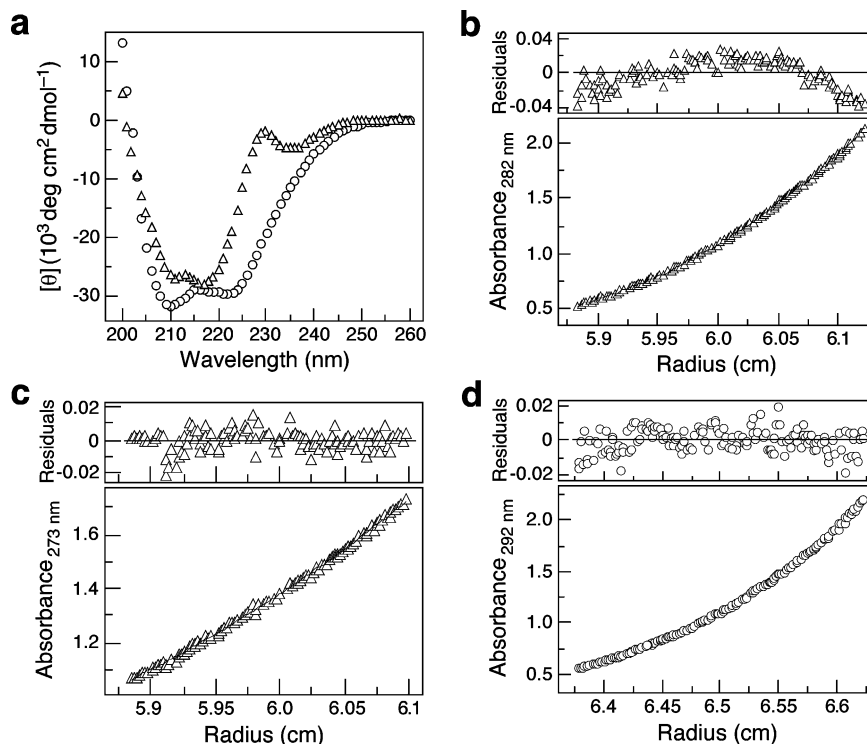 a
10
0
-10
-20
-30
[θ] (10³ deg cm² dmol⁻¹)
200 210 220 230 240 250 260
Wavelength (nm)
b
0.04
0
-0.04
Residuals
2.0
1.5
1.0
0.5
Absorbance282 nm
5.9 5.95 6.0 6.05 6.1
Radius (cm)
c
0.02
0
-0.02
Residuals
1.6
1.4
1.2
Absorbance273 nm
5.9 5.95 6.0 6.05 6.1
Radius (cm)
d
0.02
0
-0.02
Residuals
2.0
1.5
1.0
0.5
Absorbance292 nm
6.4 6.45 6.5 6.55 6.6
Radius (cm)